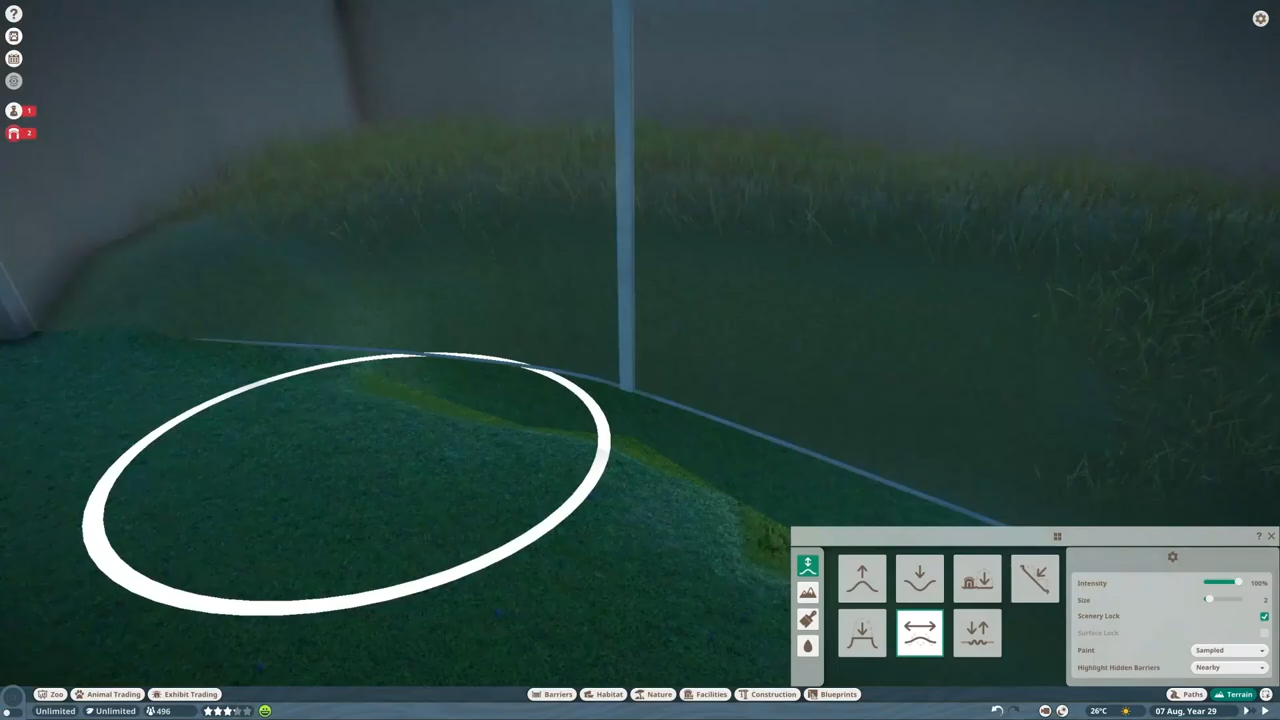 ?
1
2
? ×
Intensity 100%
Size 2
Scenery Lock
Surface Lock
Paint Sampled
Highlight Hidden Barriers Nearby
Zoo Animal Trading Exhibit Trading Barriers Habitat Nature Facilities Construction Blueprints Paths Terrain
Unlimited Unlimited 496 26°C 07 Aug, Year 29